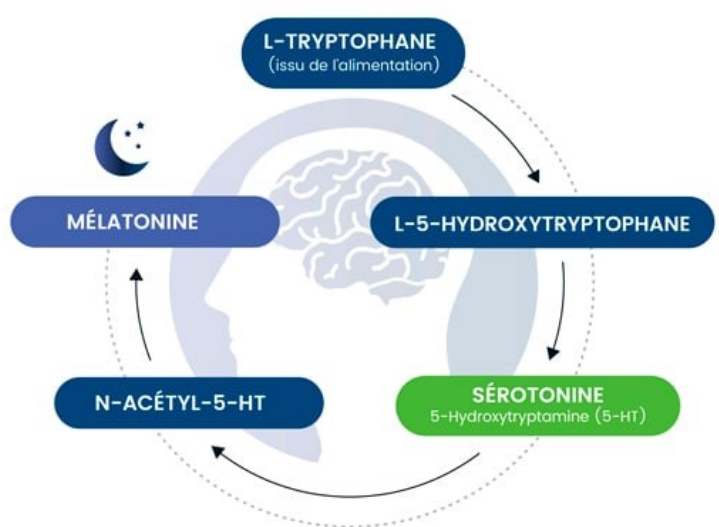 L-TRYPTOPHANE
(issu de l'alimentation)
MÉLATONINE
L-5-HYDROXYTRYPTOPHANE
N-ACÉTYL-5-HT
SÉROTONINE
5-Hydroxytryptamine (5-HT)